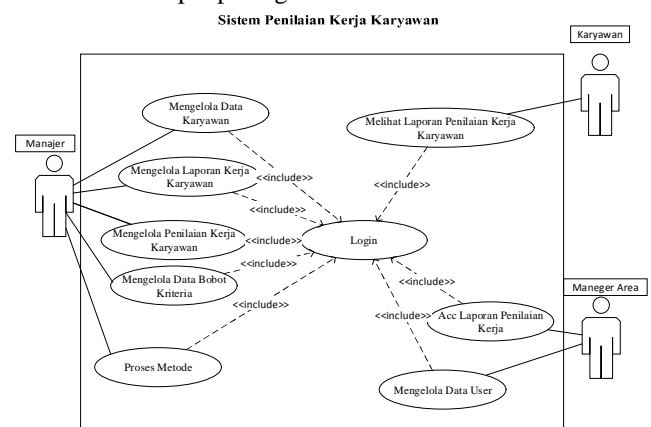 Sistem Penilaian Kerja Karyawan
Karyawan
Mengelola Data
Karyawan
Melihat Laporan Penilaian Kerja
Karyawan
Manajer
Mengelola Laporan Kerja
Karyawan
<<include>>
<<include>>
<<include>>
Mengelola Penilaian Kerja
Karyawan
<<include>>
Login
<<include>>
Mengelola Data Bobot
Kriteria
<<include>>
<<include>>
Maneger Area
<<include>>
Acc Laporan Penilaian
Kerja
Proses Metode
Mengelola Data User